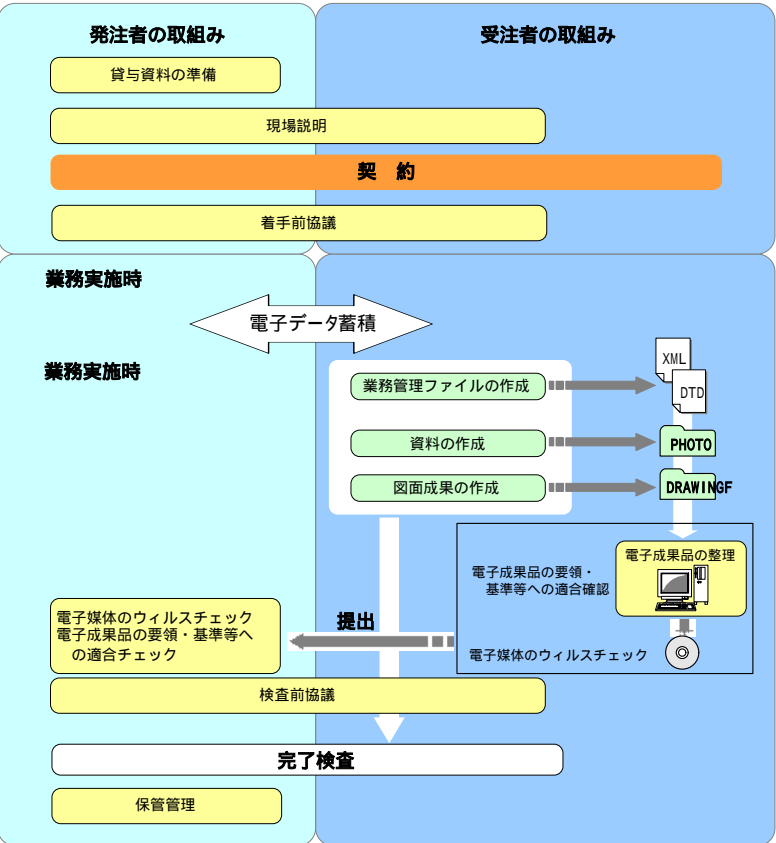 発注者の取組み
受注者の取組み
貸与資料の準備
現場説明
契　約
着手前協議
業務実施時
電子データ蓄積
業務実施時
業務管理ファイルの作成
XML
DTD
資料の作成
PHOTO
図面成果の作成
DRAWINGF
電子成果品の整理
電子成果品の要領・
基準等への適合確認
電子媒体のウィルスチェック
提出
電子媒体のウィルスチェック
電子成果品の要領・基準等へ
の適合チェック
検査前協議
完了検査
保管管理